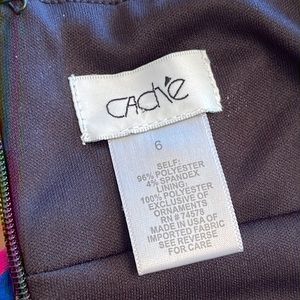 CACHÉ
6
SELF:
96% POLYESTER
4% SPANDEX
LINING:
100% POLYESTER
EXCLUSIVE OF
ORNAMENTS
RN # 74578
MADE IN USA OF
IMPORTED FABRIC
SEE REVERSE
FOR CARE